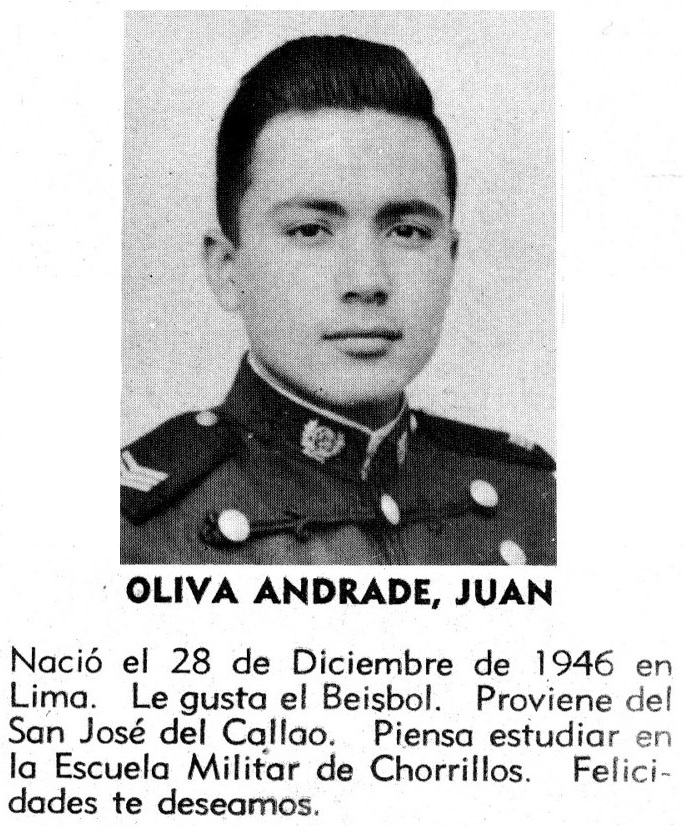 OLIVA ANDRADE, JUAN
Nació el 28 de Diciembre de 1946 en
Lima. Le gusta el Beisbol. Proviene del
San José del Callao. Piensa estudiar en
la Escuela Militar de Chorrillos. Felici-
dades te deseamos.